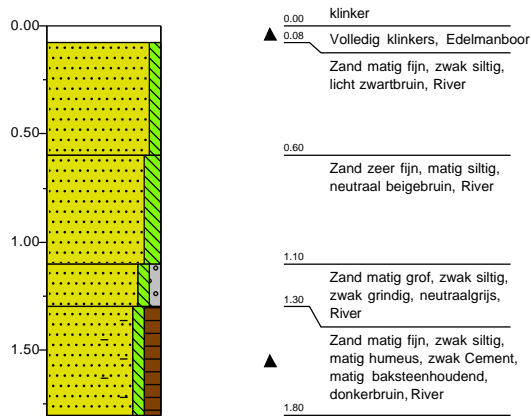 0.00
0.50
1.00
1.50
0.00
klinker
0.08
Volledig klinkers, Edelmanboor
Zand matig fijn, zwak siltig,
licht zwartbruin, River
0.60
Zand zeer fijn, matig siltig,
neutraal beigebruin, River
1.10
Zand matig grof, zwak siltig,
zwak grindig, neutraalgrijs,
River
1.30
Zand matig fijn, zwak siltig,
matig humeus, zwak Cement,
matig baksteenhoudend,
donkerbruin, River
1.80